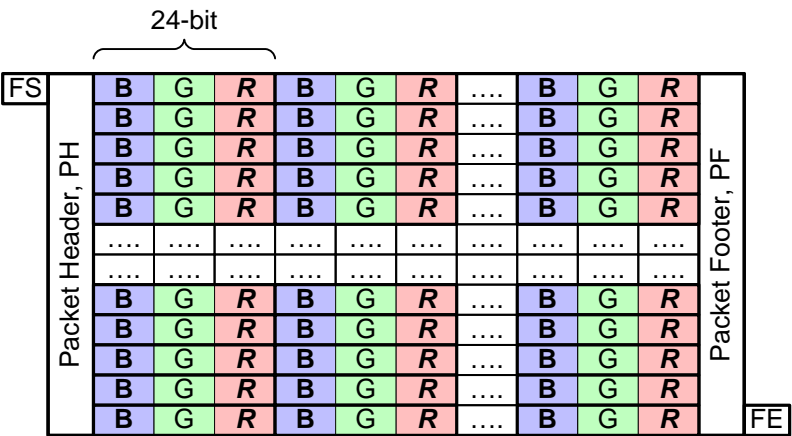 24-bit
FS B G R B G R .... B G R
B G R B G R .... B G R
B G R B G R .... B G R
B G R B G R .... B G R
B G R B G R .... B G R
.... .... .... .... .... .... .... .... .... ....
.... .... .... .... .... .... .... .... .... ....
B G R B G R .... B G R
B G R B G R .... B G R
B G R B G R .... B G R
B G R B G R .... B G R
B G R B G R .... B G R FE
Packet Header, PH
Packet Footer, PF